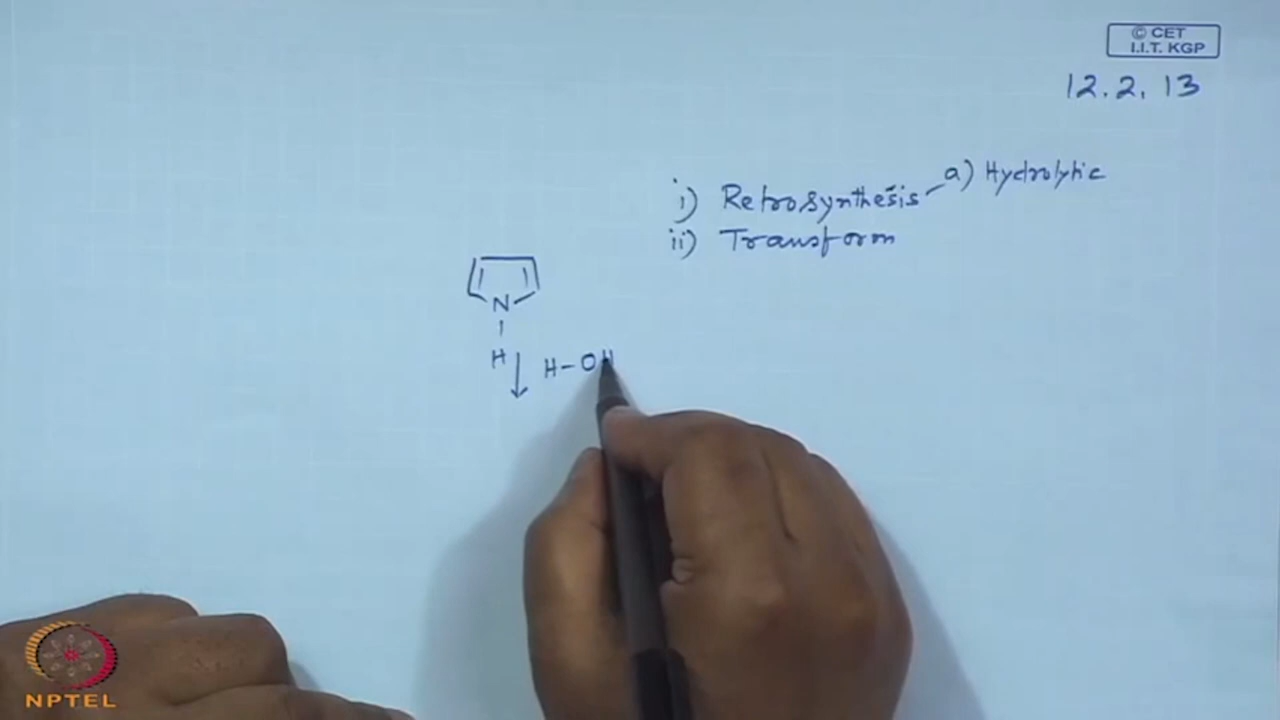 © CET
I.I.T. KGP
12.2.13
i) Retrosynthesis a) Hydrolytic
ii) Transform
N
H
H-OH
NPTEL